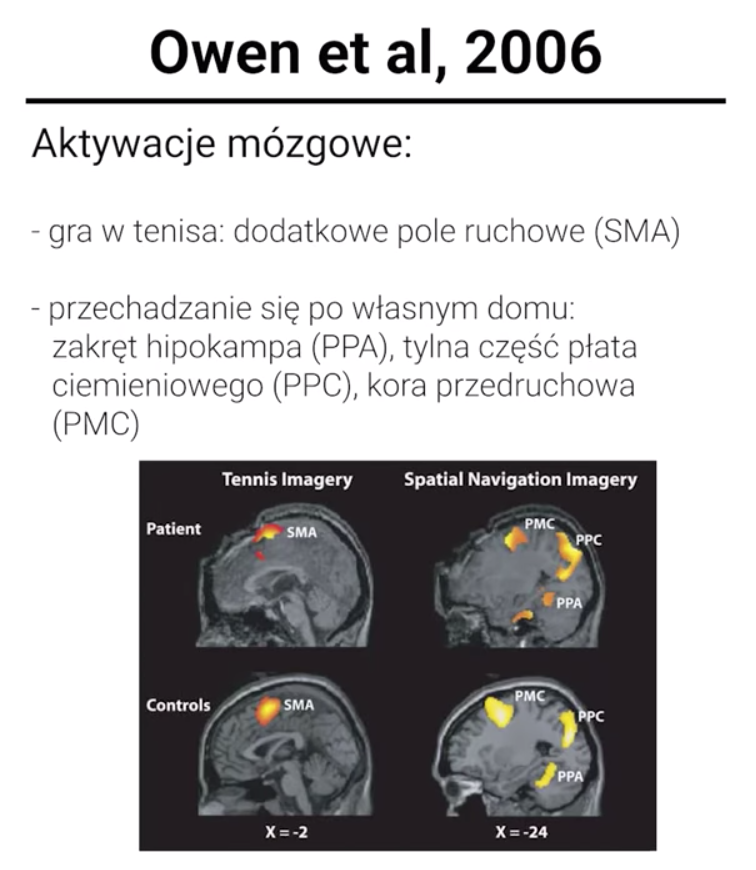 Owen et al, 2006
Aktywacje mózgowe:
- gra w tenisa: dodatkowe pole ruchowe (SMA)
- przechadzanie się po własnym domu:
zakręt hipokampa (PPA), tylna część płata
ciemieniowego (PPC), kora przedruchowa
(PMC)
Tennis Imagery
Spatial Navigation Imagery
Patient
SMA
PMC
PPC
PPA
Controls
SMA
PMC
PPC
PPA
X = -2
X = -24